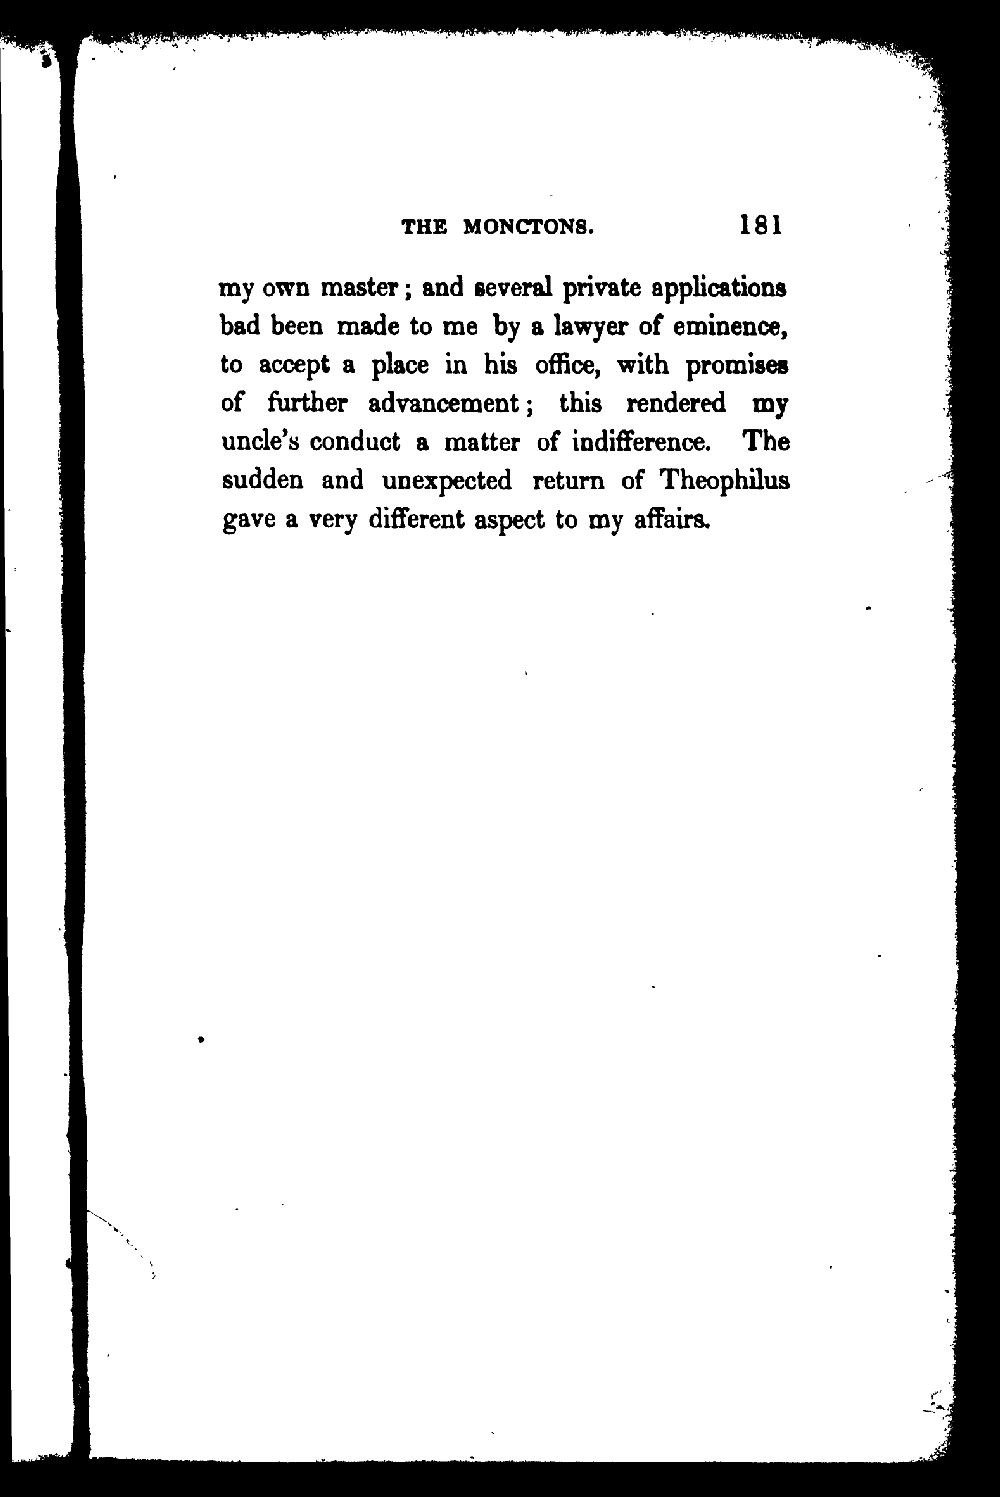 THE MONCTONS. 181
my own master; and several private applications
had been made to me by a lawyer of eminence,
to accept a place in his office, with promises
of further advancement; this rendered my
uncle's conduct a matter of indifference. The
sudden and unexpected return of Theophilus
gave a very different aspect to my affairs.